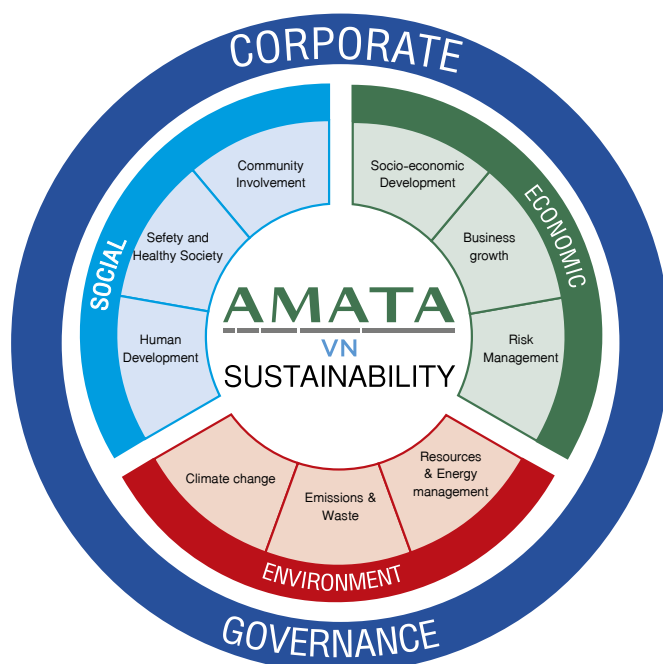 CORPORATE
SOCIAL
Community
Involvement
Sefety and
Healthy Society
Human
Development
ECONOMIC
Socio-economic
Development
Business
growth
Risk
Management
AMATA
VN
SUSTAINABILITY
Climate change
Emissions &
Waste
Resources
& Energy
management
ENVIRONMENT
GOVERNANCE